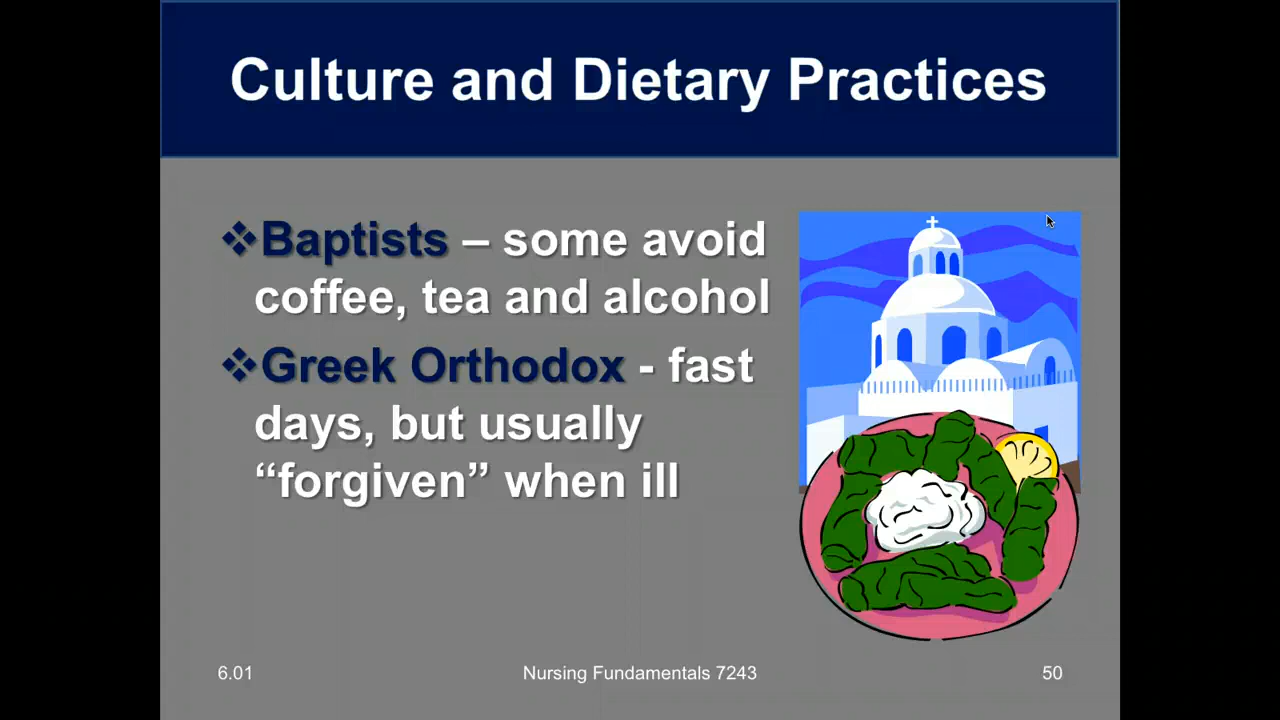 Culture and Dietary Practices
❖Baptists – some avoid
coffee, tea and alcohol
❖Greek Orthodox - fast
days, but usually
“forgiven” when ill
6.01
Nursing Fundamentals 7243
50